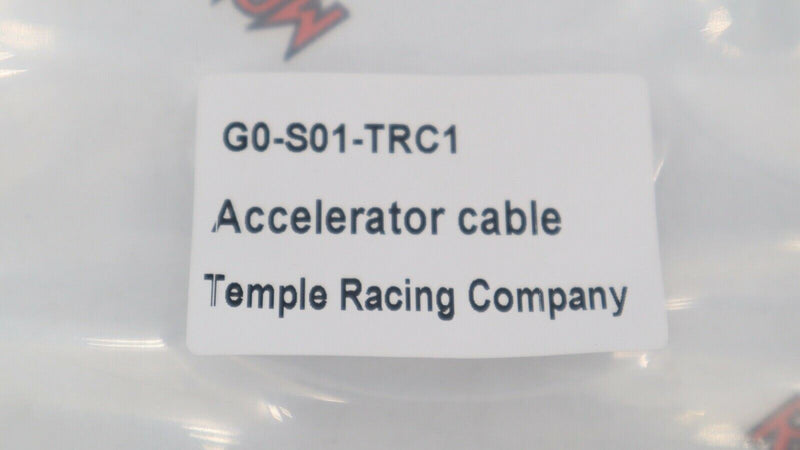 G0-S01-TRC1
Accelerator cable
Temple Racing Company